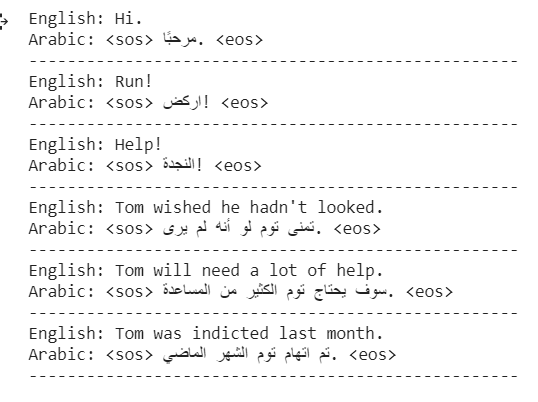 English: Hi.
Arabic: <sos> مرحبًا. <eos>
--------------------------------------------------
English: Run!
Arabic: <sos> اركض! <eos>
--------------------------------------------------
English: Help!
Arabic: <sos> النجدة! <eos>
--------------------------------------------------
English: Tom wished he hadn't looked.
Arabic: <sos> تمنى توم لو أنه لم يرى. <eos>
--------------------------------------------------
English: Tom will need a lot of help.
Arabic: <sos> سوف يحتاج توم الكثير من المساعدة. <eos>
--------------------------------------------------
English: Tom was indicted last month.
Arabic: <sos> تم اتهام توم الشهر الماضي. <eos>
--------------------------------------------------